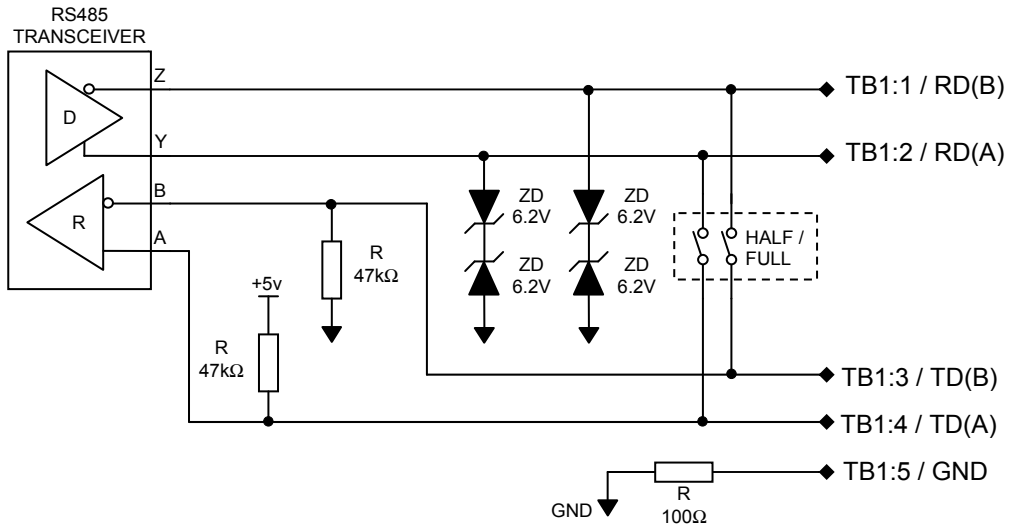 RS485
TRANSCEIVER
Z
TB1:1 / RD(B)
D
Y
TB1:2 / RD(A)
B
ZD
6.2V
ZD
6.2V
R
A
R
47kΩ
HALF /
FULL
ZD
6.2V
ZD
6.2V
+5v
R
47kΩ
TB1:3 / TD(B)
TB1:4 / TD(A)
TB1:5 / GND
GND
R
100Ω